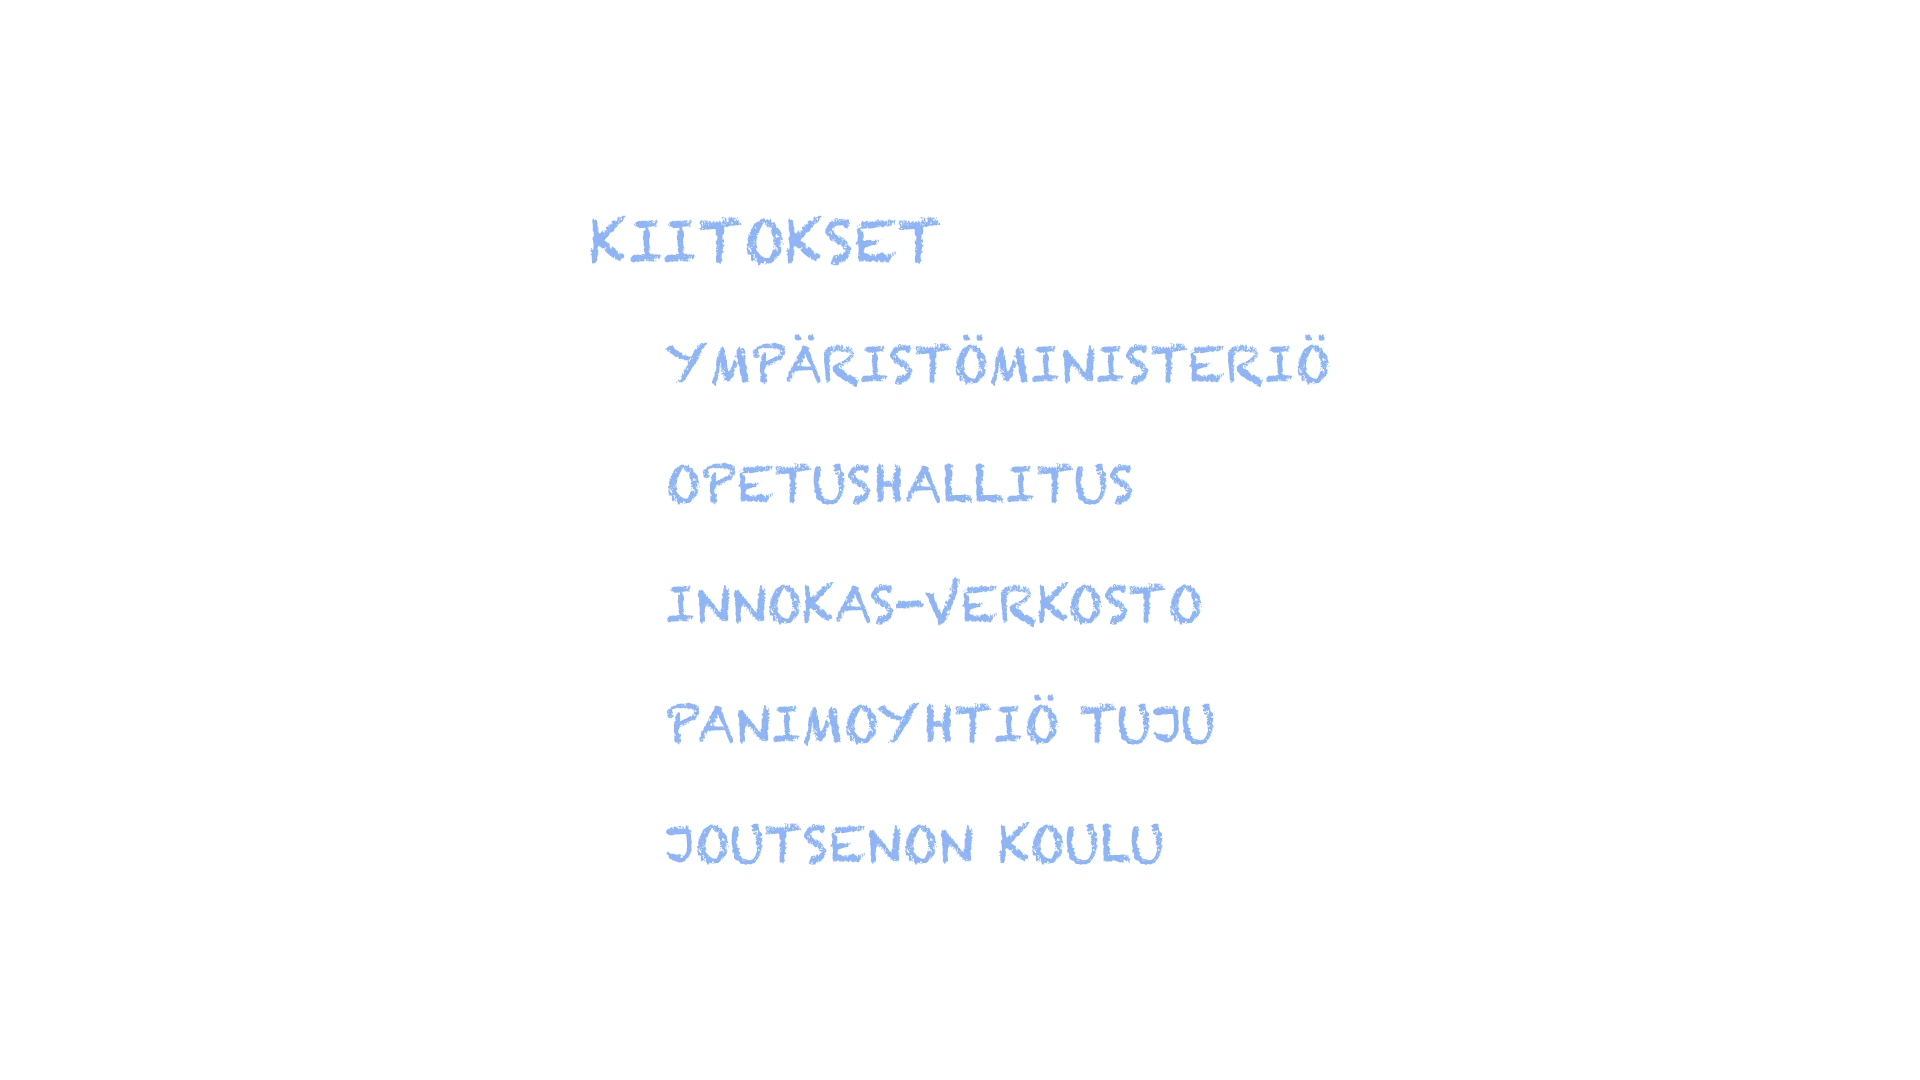 KIITOKSET
YMPÄRISTÖMINISTERIÖ
OPETUSHALLITUS
INNOKAS-VERKOSTO
PANIMOYHTIÖ TUJU
JOUTSENON KOULU